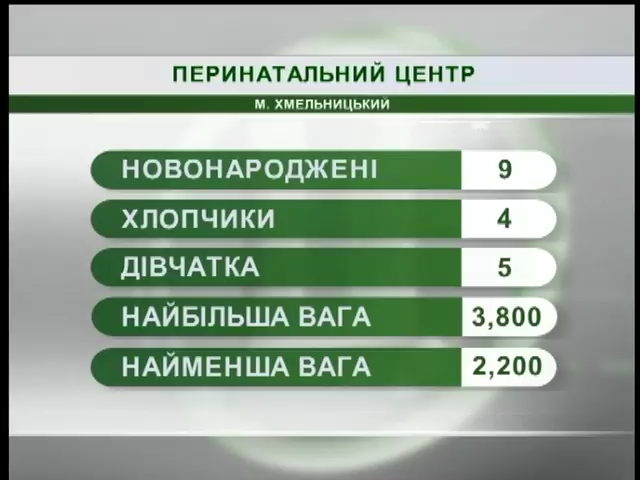 ПЕРИНАТАЛЬНИЙ ЦЕНТР
М. ХМЕЛЬНИЦЬКИЙ
НОВОНАРОДЖЕНІ 9
ХЛОПЧИКИ 4
ДІВЧАТКА 5
НАЙБІЛЬША ВАГА 3,800
НАЙМЕНША ВАГА 2,200